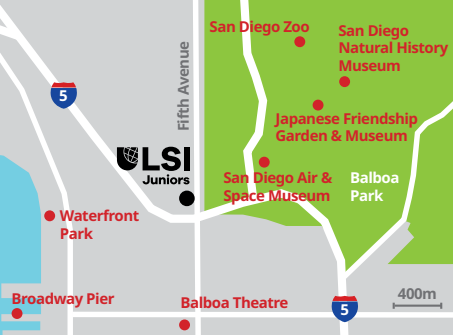 San Diego Zoo
San Diego
Natural History
Museum
Fifth Avenue
5
Japanese Friendship
Garden & Museum
LSI
Juniors
San Diego Air &
Space Museum
Balboa
Park
Waterfront
Park
Broadway Pier
Balboa Theatre
5
400m